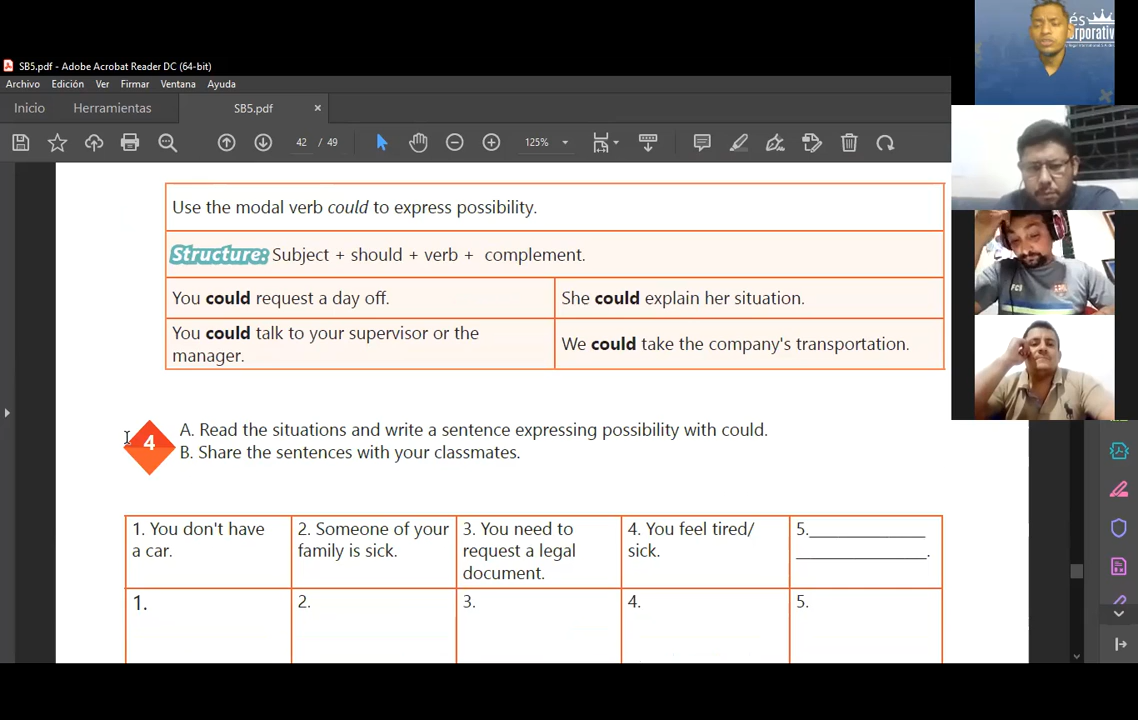 SB5.pdf - Adobe Acrobat Reader DC (64-bit)
Archivo Edición Ver Firmar Ventana Ayuda
Inicio Herramientas SB5.pdf ×
42 / 49 125%
Use the modal verb could to express possibility.
Structure: Subject + should + verb + complement.
You could request a day off.
She could explain her situation.
You could talk to your supervisor or the
manager.
We could take the company's transportation.
4
A. Read the situations and write a sentence expressing possibility with could.
B. Share the sentences with your classmates.
1. You don't have
a car.
2. Someone of your
family is sick.
3. You need to
request a legal
document.
4. You feel tired/
sick.
5.______________
________________.
1.
2.
3.
4.
5.
és
orporativ
FCB